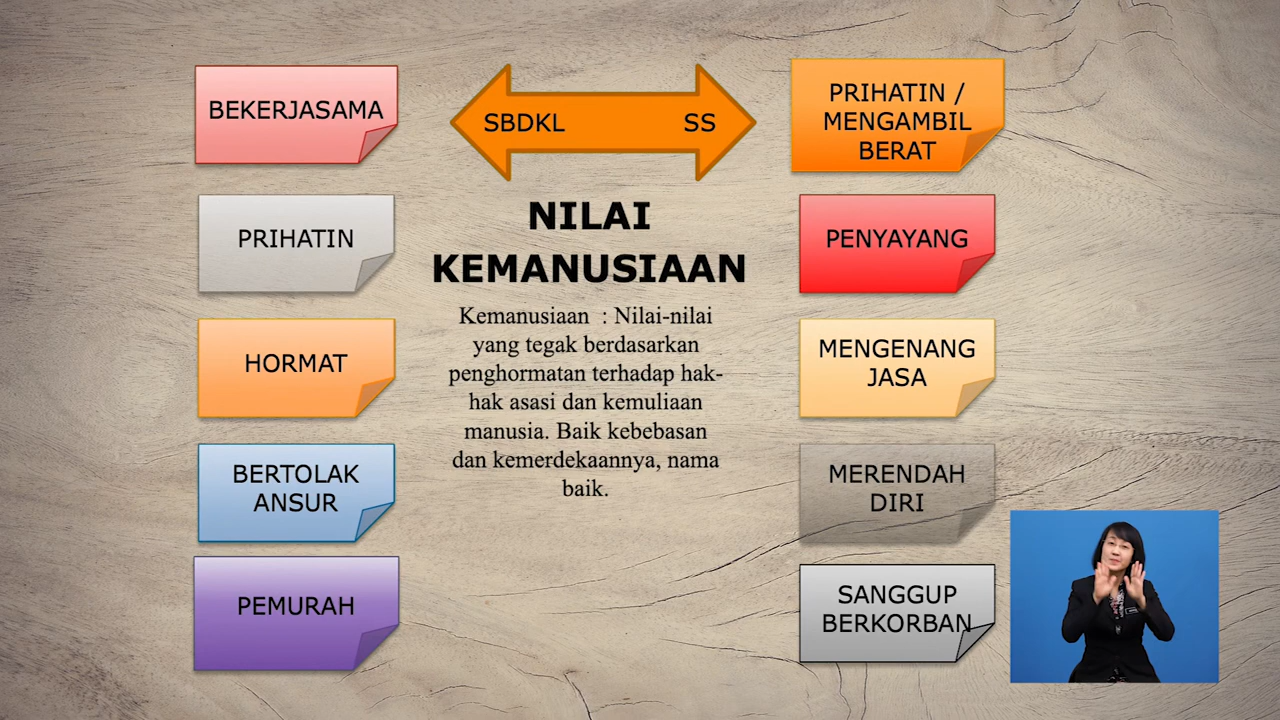 BEKERJASAMA
PRIHATIN
HORMAT
BERTOLAK
ANSUR
PEMURAH
SBDKL SS
NILAI
KEMANUSIAAN
Kemanusiaan : Nilai-nilai
yang tegak berdasarkan
penghormatan terhadap hak-
hak asasi dan kemuliaan
manusia. Baik kebebasan
dan kemerdekaannya, nama
baik.
PRIHATIN /
MENGAMBIL
BERAT
PENYAYANG
MENGENANG
JASA
MERENDAH
DIRI
SANGGUP
BERKORBAN